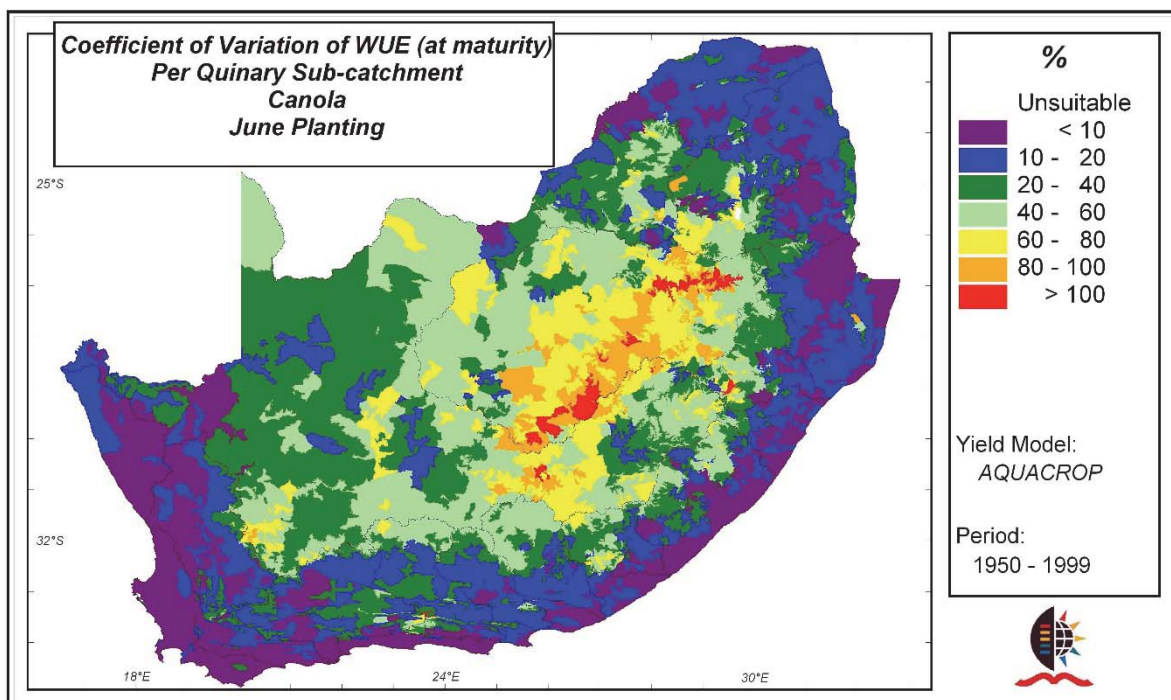 Coefficient of Variation of WUE (at maturity)
Per Quinary Sub-catchment
Canola
June Planting
%
Unsuitable
< 10
10 - 20
20 - 40
40 - 60
60 - 80
80 - 100
> 100
Yield Model:
AQUACROP
Period:
1950 - 1999
25°S
32°S
18°E
24°E
30°E